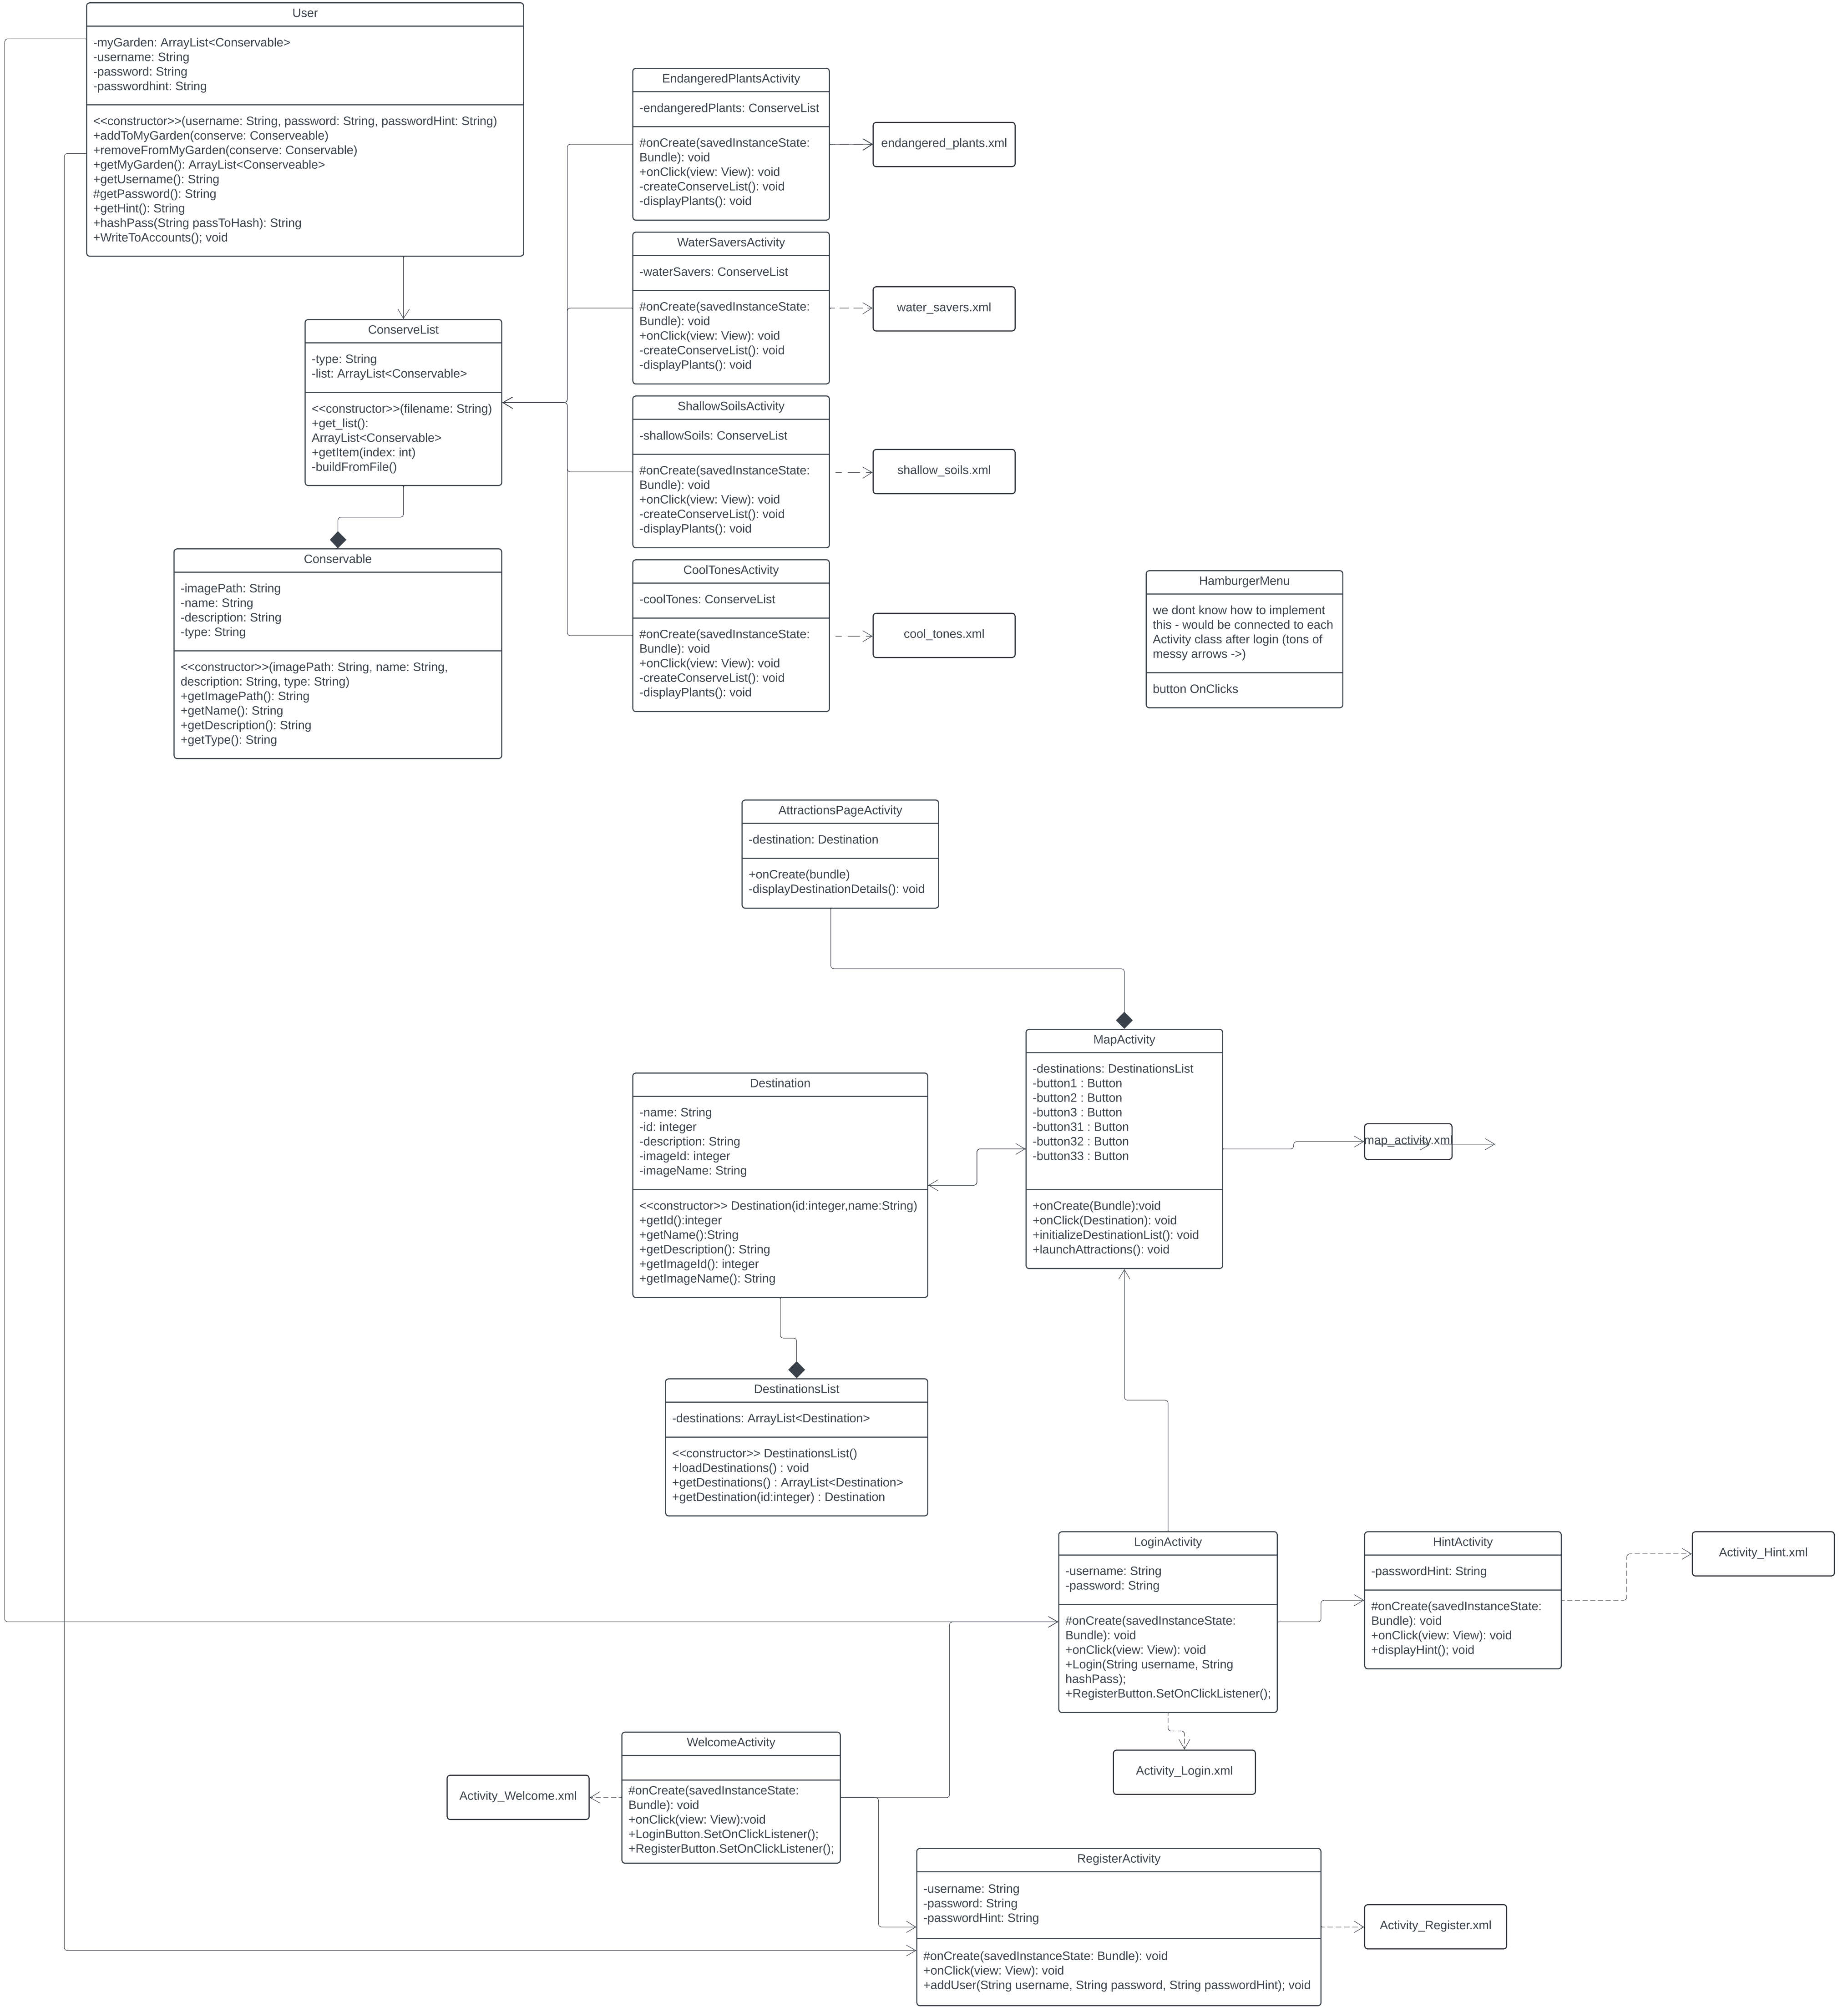 User
-myGarden: ArrayList<Conservable>
-username: String
-password: String
-passwordhint: String
<<constructor>>(username: String, password: String, passwordHint: String)
+addToMyGarden(conserve: Conserveable)
+removeFromMyGarden(conserve: Conservable)
+getMyGarden(): ArrayList<Conserveable>
+getUsername(): String
#getPassword(): String
+getHint(): String
+hashPass(String passToHash): String
+WriteToAccounts(); void
EndangeredPlantsActivity
-endangeredPlants: ConserveList
#onCreate(savedInstanceState:
Bundle): void
+onClick(view: View): void
-createConserveList(): void
-displayPlants(): void
endangered_plants.xml
WaterSaversActivity
-waterSavers: ConserveList
#onCreate(savedInstanceState:
Bundle): void
+onClick(view: View): void
-createConserveList(): void
-displayPlants(): void
water_savers.xml
ConserveList
-type: String
-list: ArrayList<Conservable>
<<constructor>>(filename: String)
+get_list():
ArrayList<Conservable>
+getItem(index: int)
-buildFromFile()
ShallowSoilsActivity
-shallowSoils: ConserveList
#onCreate(savedInstanceState:
Bundle): void
+onClick(view: View): void
-createConserveList(): void
-displayPlants(): void
shallow_soils.xml
Conservable
-imagePath: String
-name: String
-description: String
-type: String
<<constructor>>(imagePath: String, name: String,
description: String, type: String)
+getImagePath(): String
+getName(): String
+getDescription(): String
+getType(): String
CoolTonesActivity
-coolTones: ConserveList
#onCreate(savedInstanceState:
Bundle): void
+onClick(view: View): void
-createConserveList(): void
-displayPlants(): void
cool_tones.xml
HamburgerMenu
we dont know how to implement
this - would be connected to each
Activity class after login (tons of
messy arrows ->)
button OnClicks
AttractionsPageActivity
-destination: Destination
+onCreate(bundle)
-displayDestinationDetails(): void
MapActivity
-destinations: DestinationsList
-button1 : Button
-button2 : Button
-button3 : Button
-button31 : Button
-button32 : Button
-button33 : Button
+onCreate(Bundle):void
+onClick(Destination): void
+initializeDestinationList(): void
+launchAttractions(): void
map_activity.xml
Destination
-name: String
-id: integer
-description: String
-imageId: integer
-imageName: String
<<constructor>> Destination(id:integer,name:String)
+getId():integer
+getName():String
+getDescription(): String
+getImageId(): integer
+getImageName(): String
DestinationsList
-destinations: ArrayList<Destination>
<<constructor>> DestinationsList()
+loadDestinations() : void
+getDestinations() : ArrayList<Destination>
+getDestination(id:integer) : Destination
LoginActivity
-username: String
-password: String
#onCreate(savedInstanceState:
Bundle): void
+onClick(view: View): void
+Login(String username, String
hashPass);
+RegisterButton.SetOnClickListener();
HintActivity
-passwordHint: String
#onCreate(savedInstanceState:
Bundle): void
+onClick(view: View): void
+displayHint(); void
Activity_Hint.xml
Activity_Login.xml
WelcomeActivity
#onCreate(savedInstanceState:
Bundle): void
+onClick(view: View):void
+LoginButton.SetOnClickListener();
+RegisterButton.SetOnClickListener();
Activity_Welcome.xml
RegisterActivity
-username: String
-password: String
-passwordHint: String
#onCreate(savedInstanceState: Bundle): void
+onClick(view: View): void
+addUser(String username, String password, String passwordHint); void
Activity_Register.xml